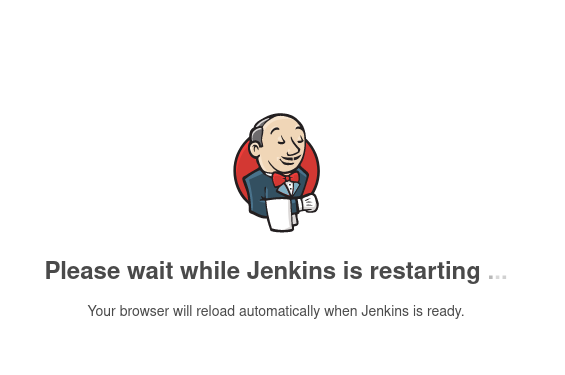 Please wait while Jenkins is restarting ...
Your browser will reload automatically when Jenkins is ready.